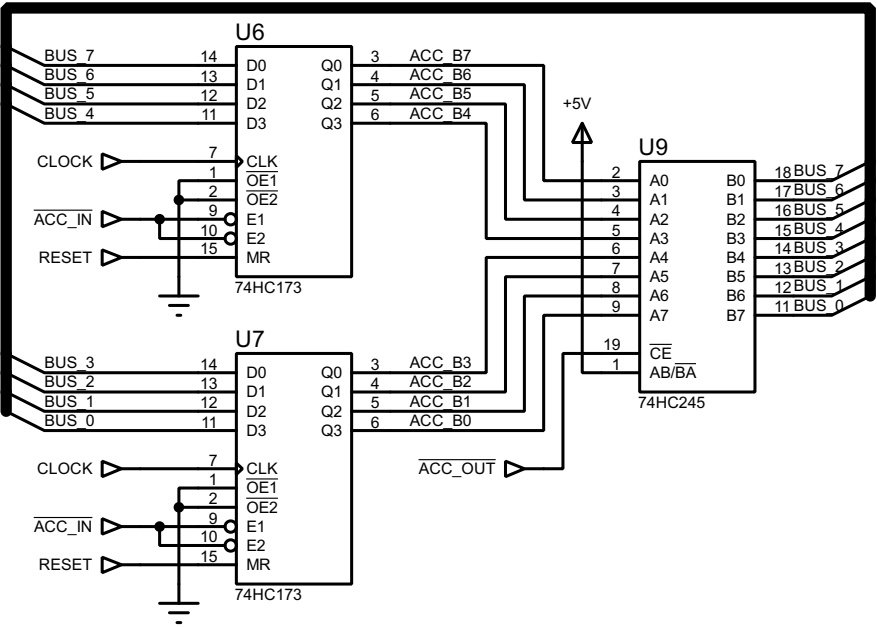 U6
BUS_7 14 D0 Q0 3 ACC_B7
BUS_6 13 D1 Q1 4 ACC_B6
BUS_5 12 D2 Q2 5 ACC_B5
BUS_4 11 D3 Q3 6 ACC_B4
CLOCK 7 CLK
1 OE1
2 OE2
ACC_IN 9 E1
10 E2
RESET 15 MR
74HC173
+5V
U9
2 A0 B0 18 BUS_7
3 A1 B1 17 BUS_6
4 A2 B2 16 BUS_5
5 A3 B3 15 BUS_4
6 A4 B4 14 BUS_3
7 A5 B5 13 BUS_2
8 A6 B6 12 BUS_1
9 A7 B7 11 BUS_0
19 CE
1 AB/BA
74HC245
U7
BUS_3 14 D0 Q0 3 ACC_B3
BUS_2 13 D1 Q1 4 ACC_B2
BUS_1 12 D2 Q2 5 ACC_B1
BUS_0 11 D3 Q3 6 ACC_B0
CLOCK 7 CLK
ACC_OUT
1 OE1
2 OE2
ACC_IN 9 E1
10 E2
RESET 15 MR
74HC173